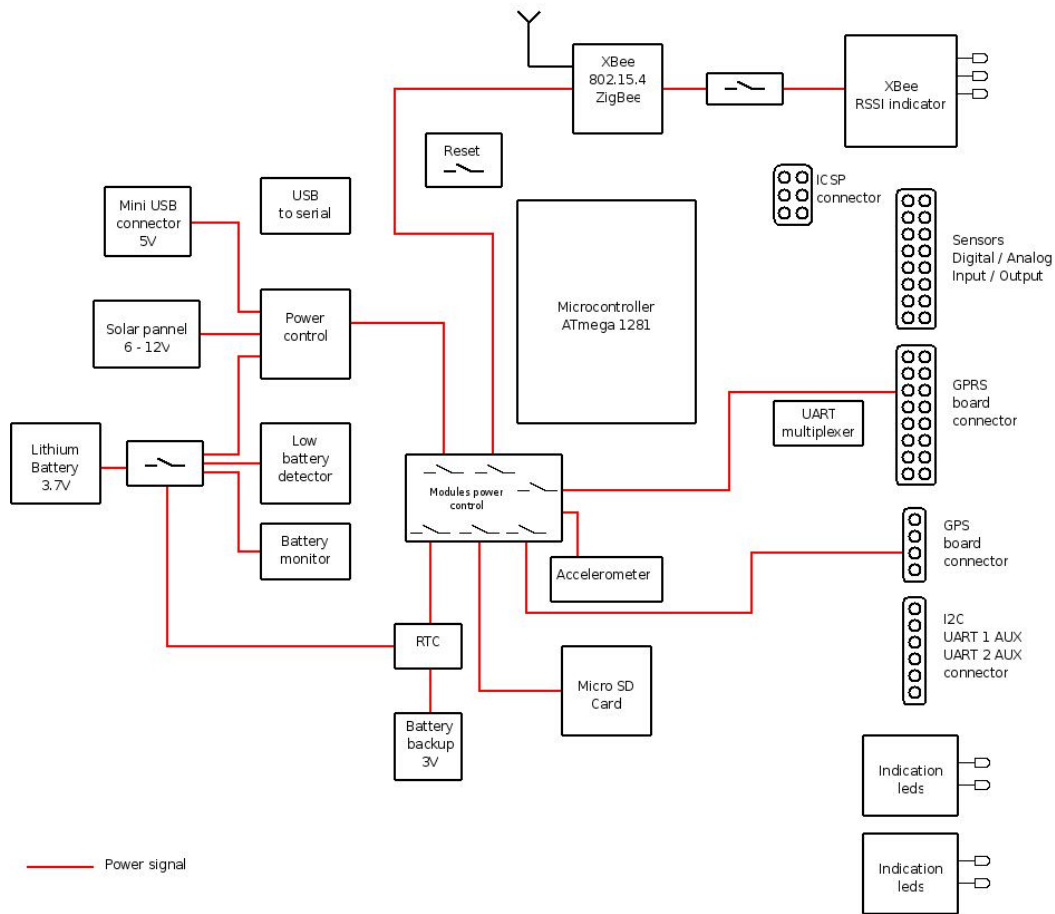 XBee
802.15.4
ZigBee
XBee
RSSI indicator
Reset
ICSP
connector
Mini USB
connector
5V
USB
to serial
Sensors
Digital / Analog
Input / Output
Solar pannel
6 - 12V
Power
control
Microcontroller
ATmega 1281
GPRS
board
connector
UART
multiplexer
Lithium
Battery
3.7V
Low
battery
detector
Modules power
control
Battery
monitor
GPS
board
connector
Accelerometer
RTC
I2C
UART 1 AUX
UART 2 AUX
connector
Micro SD
Card
Battery
backup
3V
Indication
leds
Indication
leds
Power signal